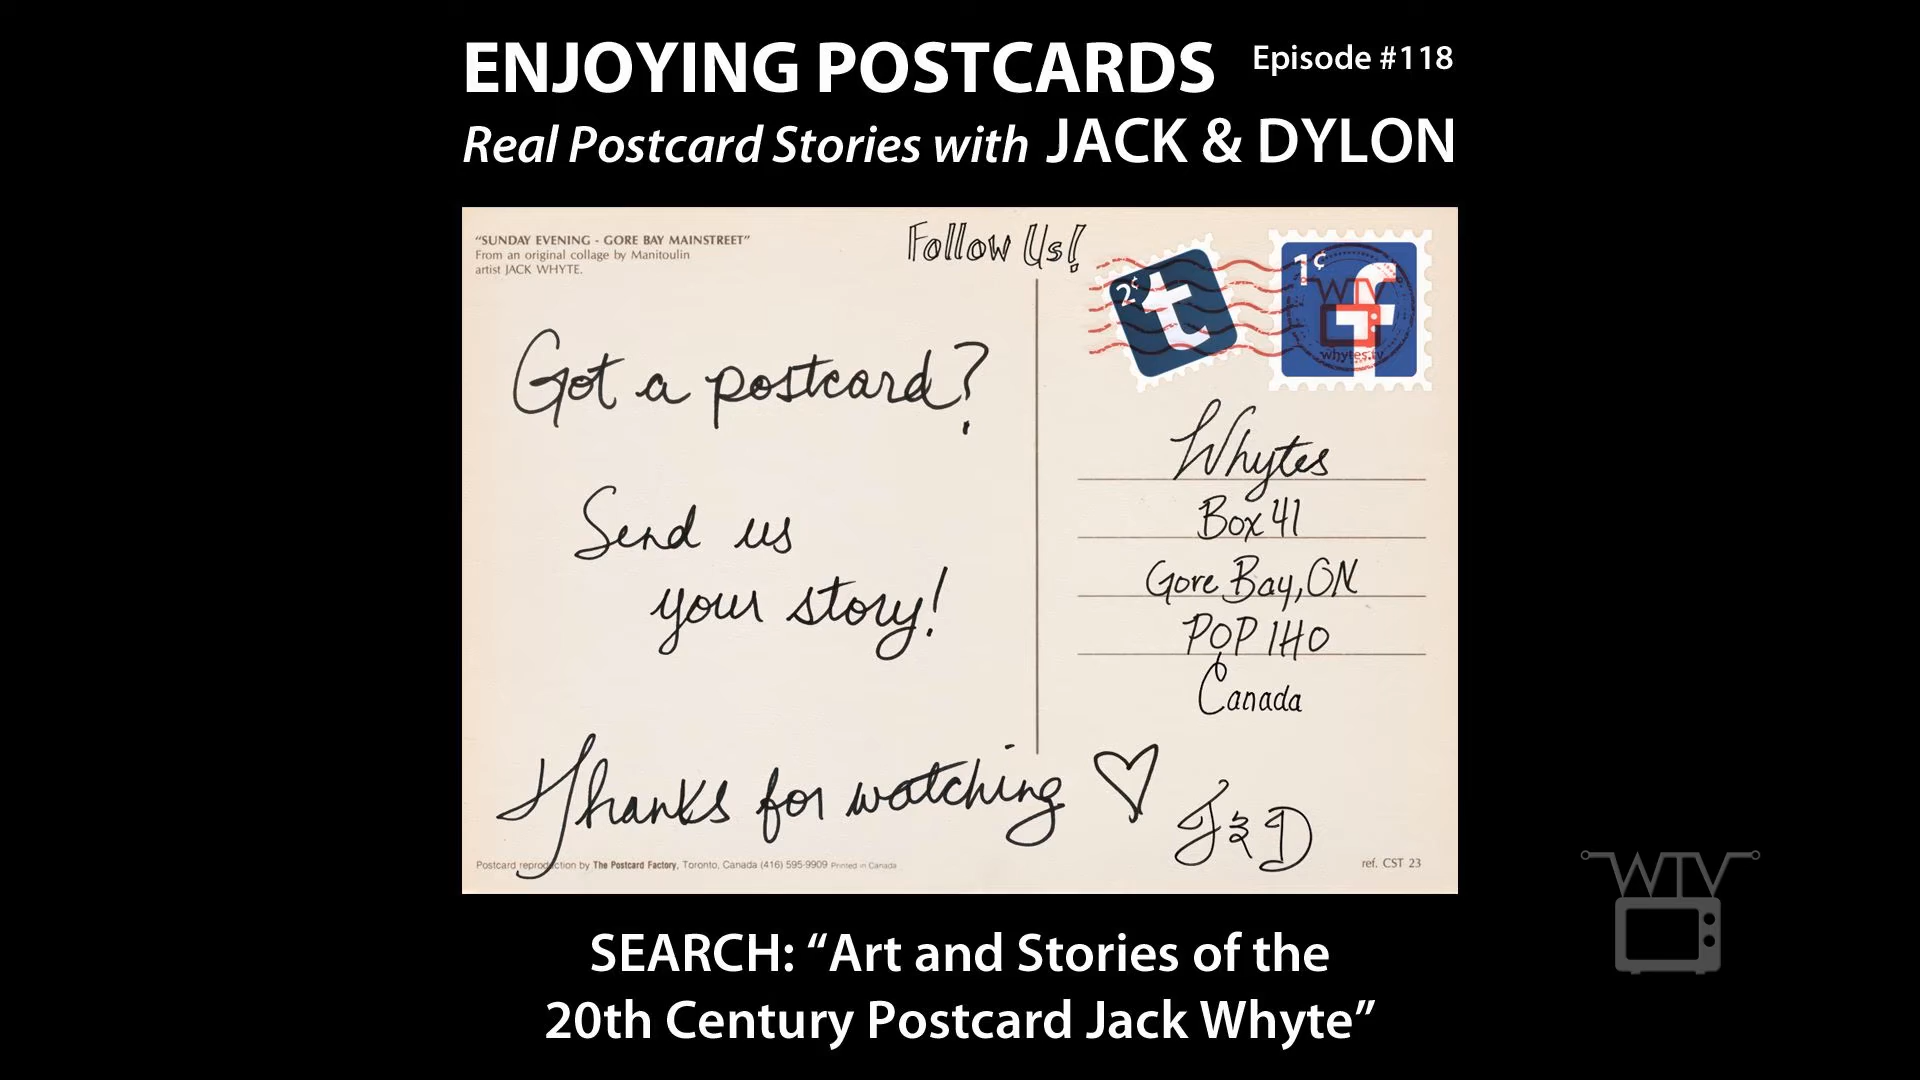 ENJOYING POSTCARDS Episode #118
Real Postcard Stories with JACK & DYLON
"SUNDAY EVENING - GORE BAY MAINSTREET"
From an original collage by Manitoulin
artist JACK WHYTE.
Follow Us!
2¢ t
1¢ f
WTV
whytes.tv
Got a postcard?
Send us
your story!
Whytes
Box 41
Gore Bay, ON
P0P 1H0
Canada
Thanks for watching ♡
J & D
Postcard reproduction by The Postcard Factory, Toronto, Canada (416) 595-9909 Printed in Canada
ref. CST 23
WTV
SEARCH: “Art and Stories of the
20th Century Postcard Jack Whyte”